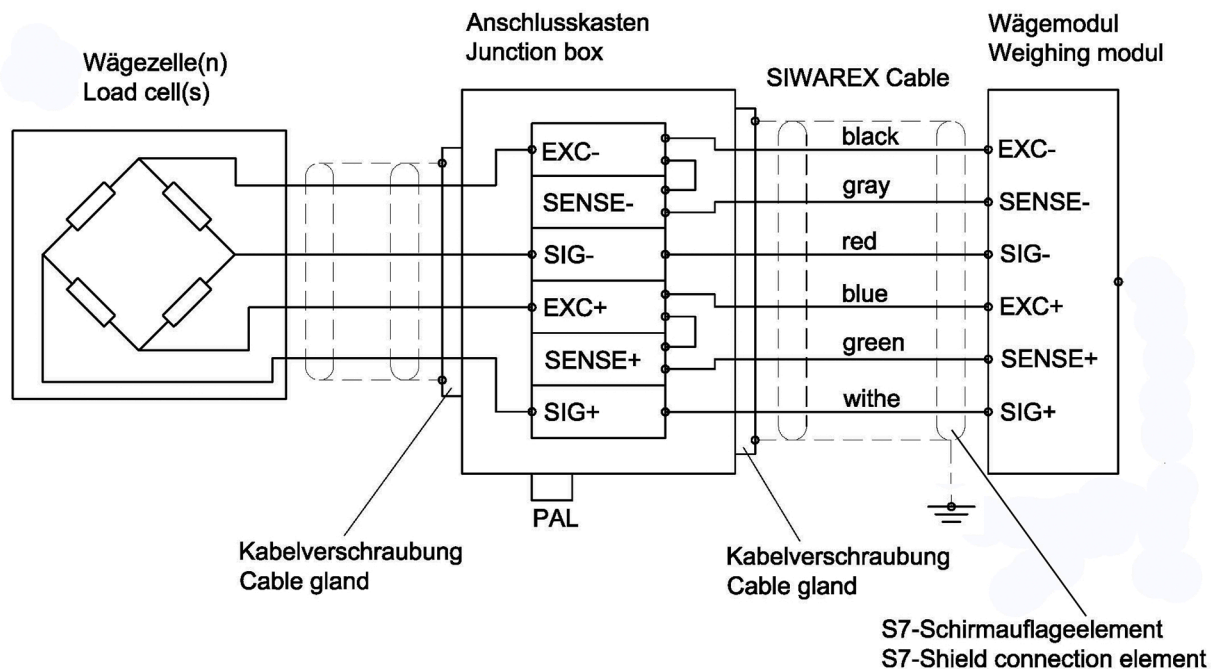 Anschlusskasten
Junction box
Wägemodul
Weighing modul
Wägezelle(n)
Load cell(s)
SIWAREX Cable
EXC-
black
EXC-
SENSE-
gray
SENSE-
SIG-
red
SIG-
EXC+
blue
EXC+
SENSE+
green
SENSE+
SIG+
withe
SIG+
PAL
Kabelverschraubung
Cable gland
Kabelverschraubung
Cable gland
S7-Schirmauflageelement
S7-Shield connection element